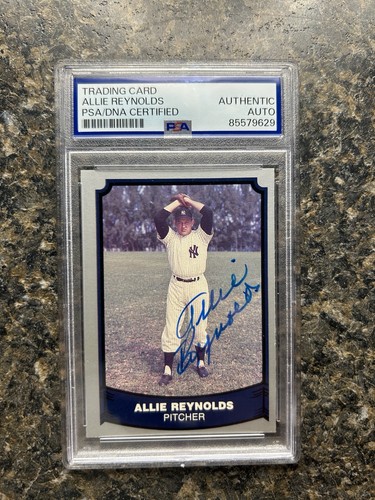 TRADING CARD
ALLIE REYNOLDS AUTHENTIC
PSA/DNA CERTIFIED AUTO
85579629
PSA
NY
Allie
Reynolds
ALLIE REYNOLDS
PITCHER